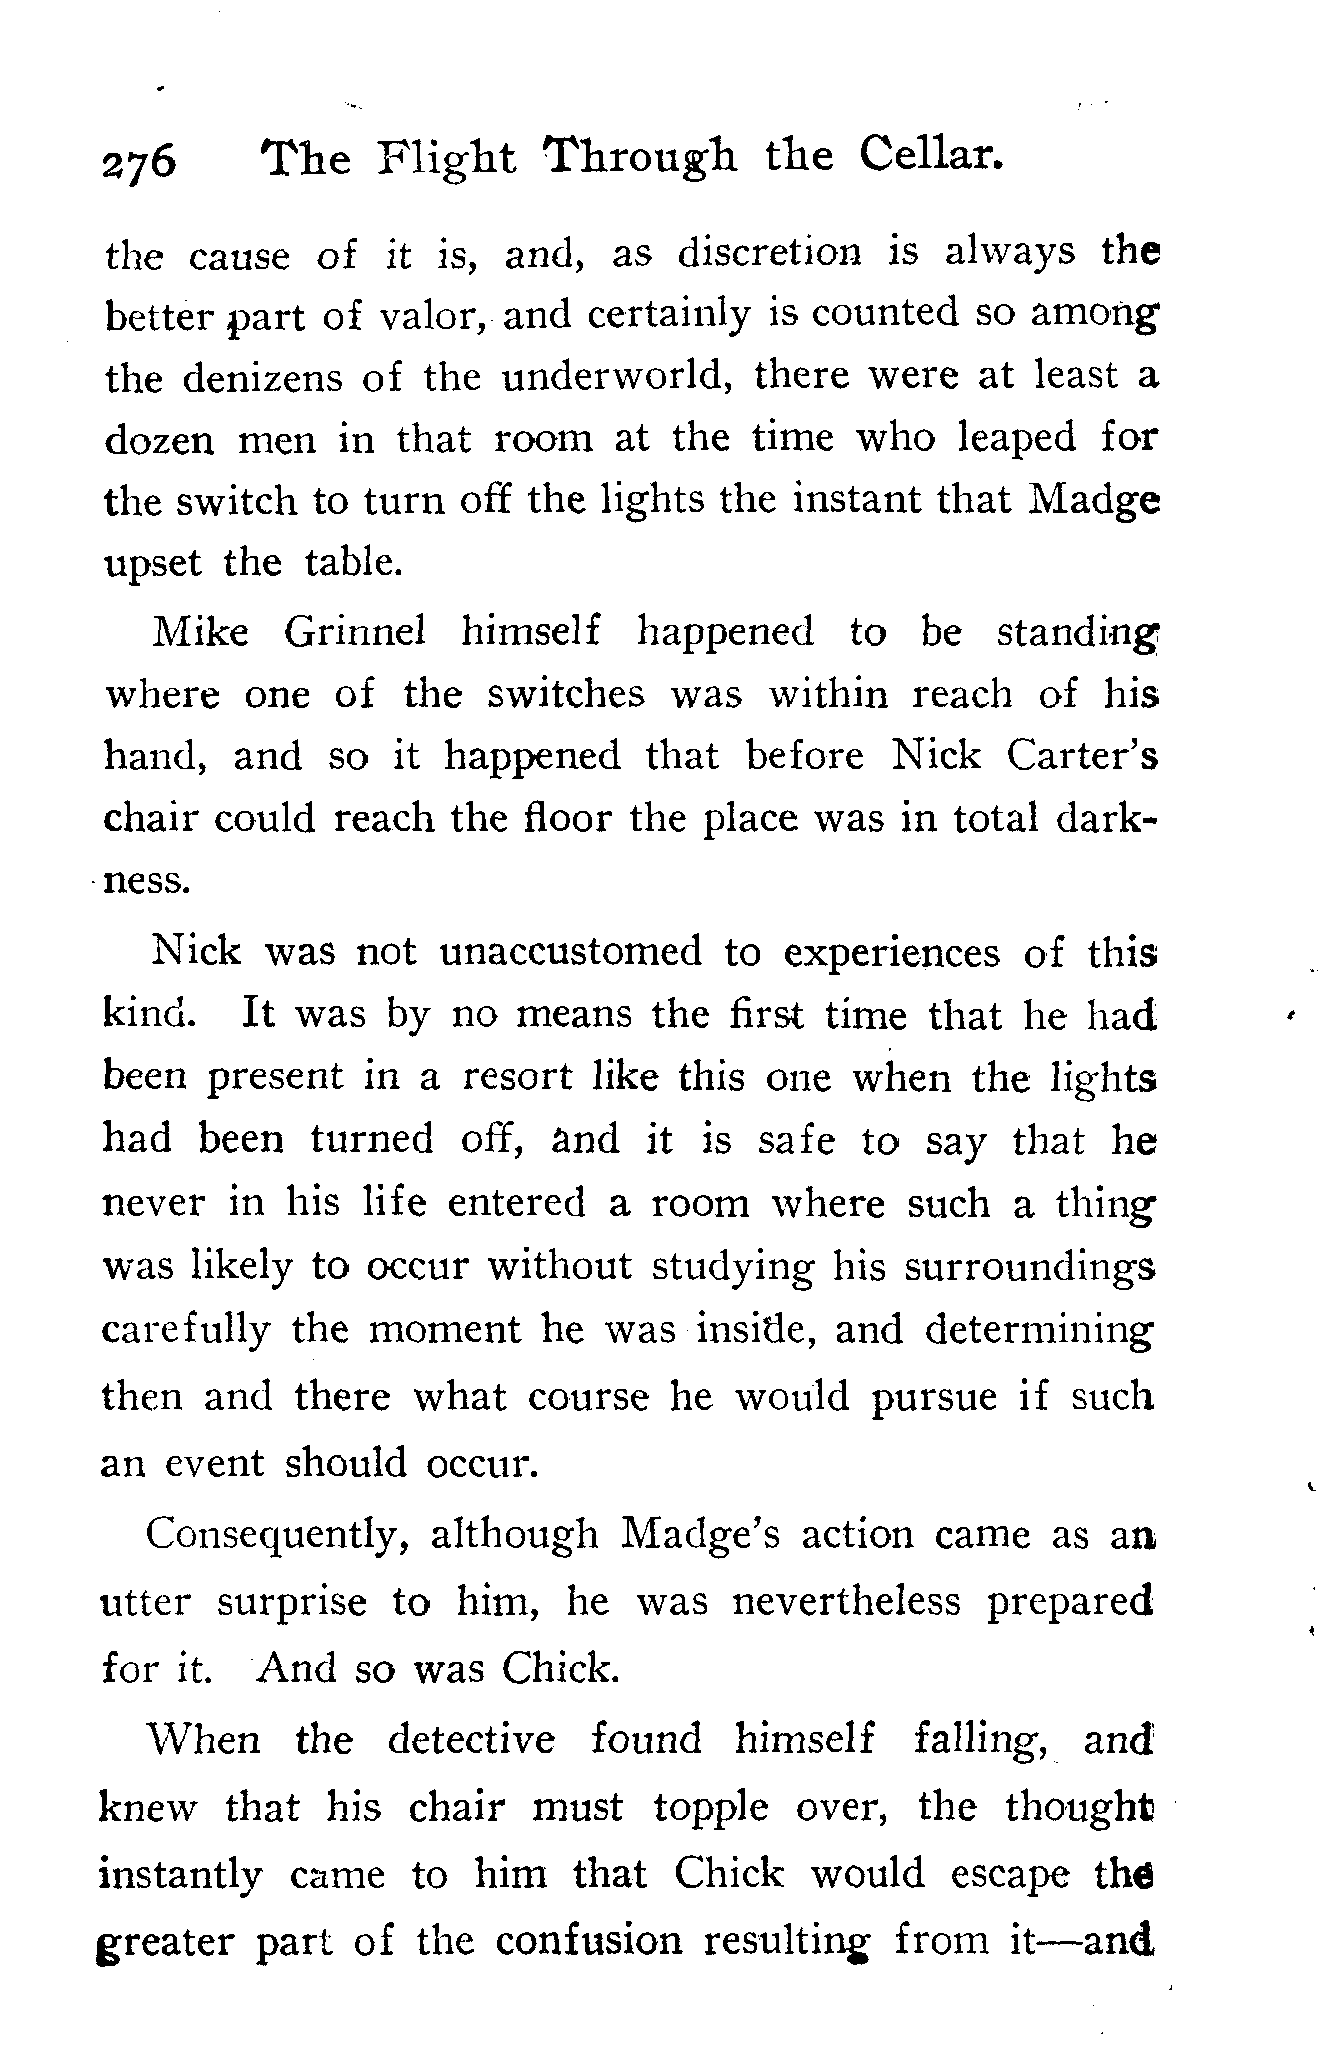 276 The Flight Through the Cellar.
the cause of it is, and, as discretion is always the
better part of valor, and certainly is counted so among
the denizens of the underworld, there were at least a
dozen men in that room at the time who leaped for
the switch to turn off the lights the instant that Madge
upset the table.
Mike Grinnel himself happened to be standing
where one of the switches was within reach of his
hand, and so it happened that before Nick Carter's
chair could reach the floor the place was in total dark-
ness.
Nick was not unaccustomed to experiences of this
kind. It was by no means the first time that he had
been present in a resort like this one when the lights
had been turned off, and it is safe to say that he
never in his life entered a room where such a thing
was likely to occur without studying his surroundings
carefully the moment he was inside, and determining
then and there what course he would pursue if such
an event should occur.
Consequently, although Madge's action came as an
utter surprise to him, he was nevertheless prepared
for it. And so was Chick.
When the detective found himself falling, and
knew that his chair must topple over, the thought
instantly came to him that Chick would escape the
greater part of the confusion resulting from it—and